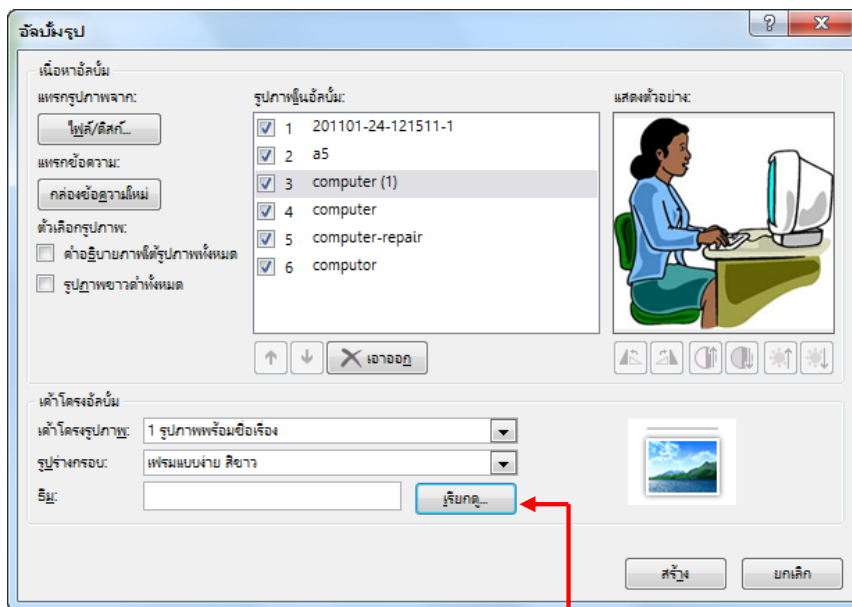 อัลบั้มรูป
เนื้อหาอัลบั้ม
แทรกรูปภาพจาก:
ไฟล์/ดิสก์...
แทรกข้อความ:
กล่องข้อความใหม่
ตัวเลือกรูปภาพ:
คำอธิบายภาพใต้รูปภาพทั้งหมด
รูปภาพขาวดำทั้งหมด
รูปภาพในอัลบั้ม:
1 201101-24-121511-1
2 a5
3 computer (1)
4 computer
5 computer-repair
6 computor
เอาออก
แสดงตัวอย่าง:
เค้าโครงอัลบั้ม
เค้าโครงรูปภาพ: 1 รูปภาพพร้อมชื่อเรื่อง
รูปร่างกรอบ: เฟรมแบบง่าย สีขาว
ธีม: เรียกดู...
สร้าง ยกเลิก